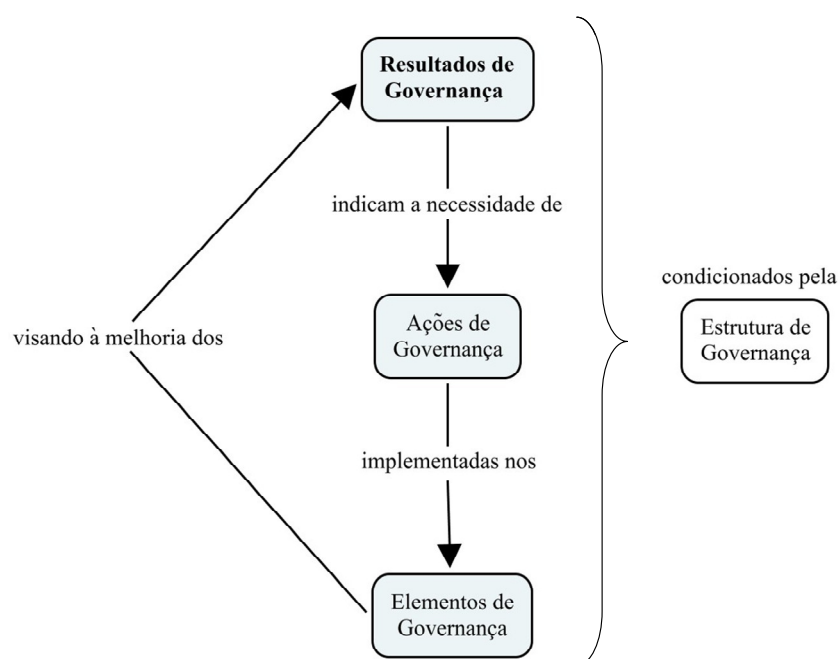 Resultados de
Governança
indicam a necessidade de
condicionados pela
Ações de
Governança
Estrutura de
Governança
visando à melhoria dos
implementadas nos
Elementos de
Governança